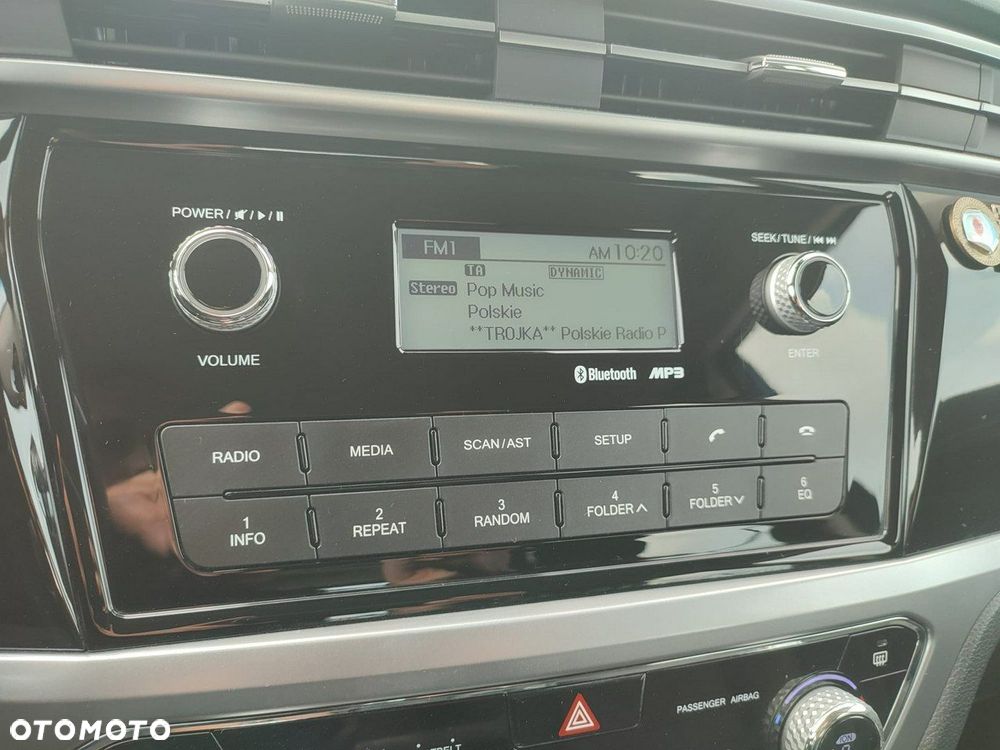 POWER/ / /
SEEK/TUNE/
FM1 AM 10:20
TA DYNAMIC
Stereo Pop Music
Polskie
**TROJKA** Polskie Radio P
VOLUME
ENTER
Bluetooth MP3
RADIO MEDIA SCAN/AST SETUP
1 2 3 4 5 6
INFO REPEAT RANDOM FOLDER FOLDER EQ
PASSENGER AIRBAG
ION
OTOMOTO